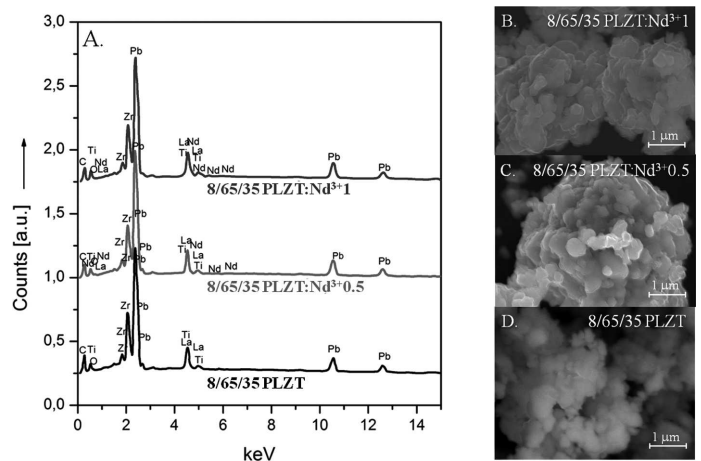 A.
3,0
2,5
2,0
1,5
1,0
0,5
0,0
Counts [a.u.]
0 2 4 6 8 10 12 14
keV
Pb
Zr
Pb
C
Ti
O
Nd
La
Zr
La Nd
La
Ti
Ti
Nd
Nd Nd
Pb
Pb
8/65/35 PLZT:Nd³⁺1
Zr
Pb
Pb
C
Ti
Nd
Nd
O
La
Zr
La
Nd
Ti
La
Ti
Nd Nd
Pb
Pb
8/65/35 PLZT:Nd³⁺0.5
Zr
Pb
Pb
C
Ti
O
Z
Ti
La
La
Ti
Pb
Pb
8/65/35 PLZT
B.
8/65/35 PLZT:Nd³⁺1
1 μm
C.
8/65/35 PLZT:Nd³⁺0.5
1 μm
D.
8/65/35 PLZT
1 μm